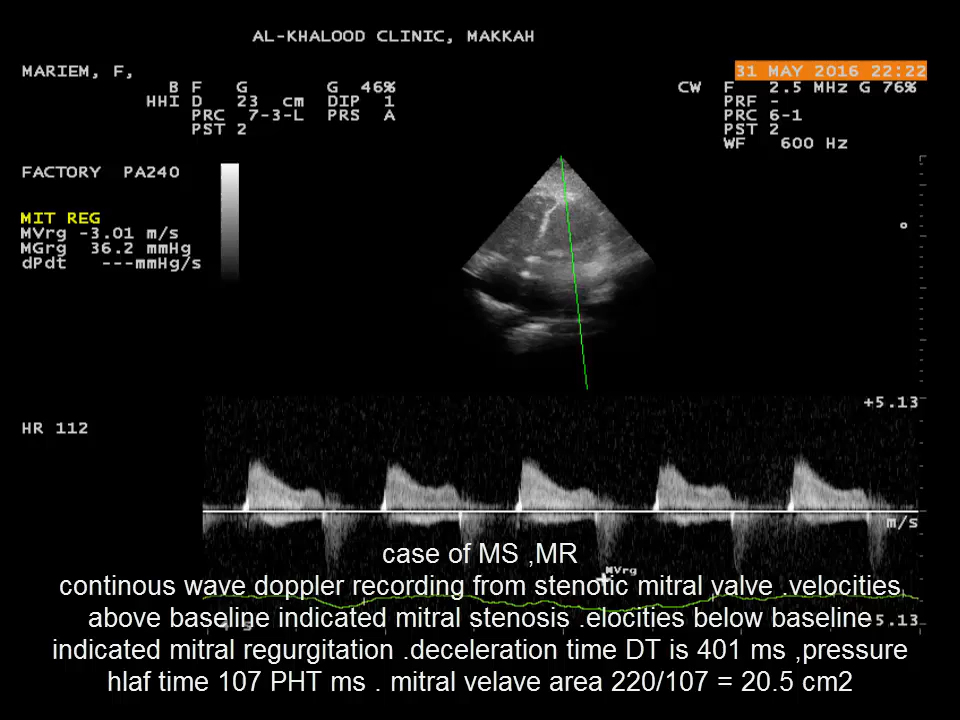 AL-KHALOOD CLINIC, MAKKAH
MARIEM, F,
31 MAY 2016 22:22
B F G G 46%
HHI D 23 cm DIP 1
PRC 7-3-L PRS A
PST 2
CW F 2.5 MHz G 76%
PRF -
PRC 6-1
PST 2
WF 600 Hz
FACTORY PA240
MIT REG
MVrg -3.01 m/s
MGrg 36.2 mmHg
dPdt ---mmHg/s
+5.13
HR 112
m/s
case of MS ,MR
MVrg
continous wave doppler recording from stenotic mitral valve .velocities
above baseline indicated mitral stenosis .elocities below baseline
-5.13
indicated mitral regurgitation .deceleration time DT is 401 ms ,pressure
hlaf time 107 PHT ms . mitral velave area 220/107 = 20.5 cm2